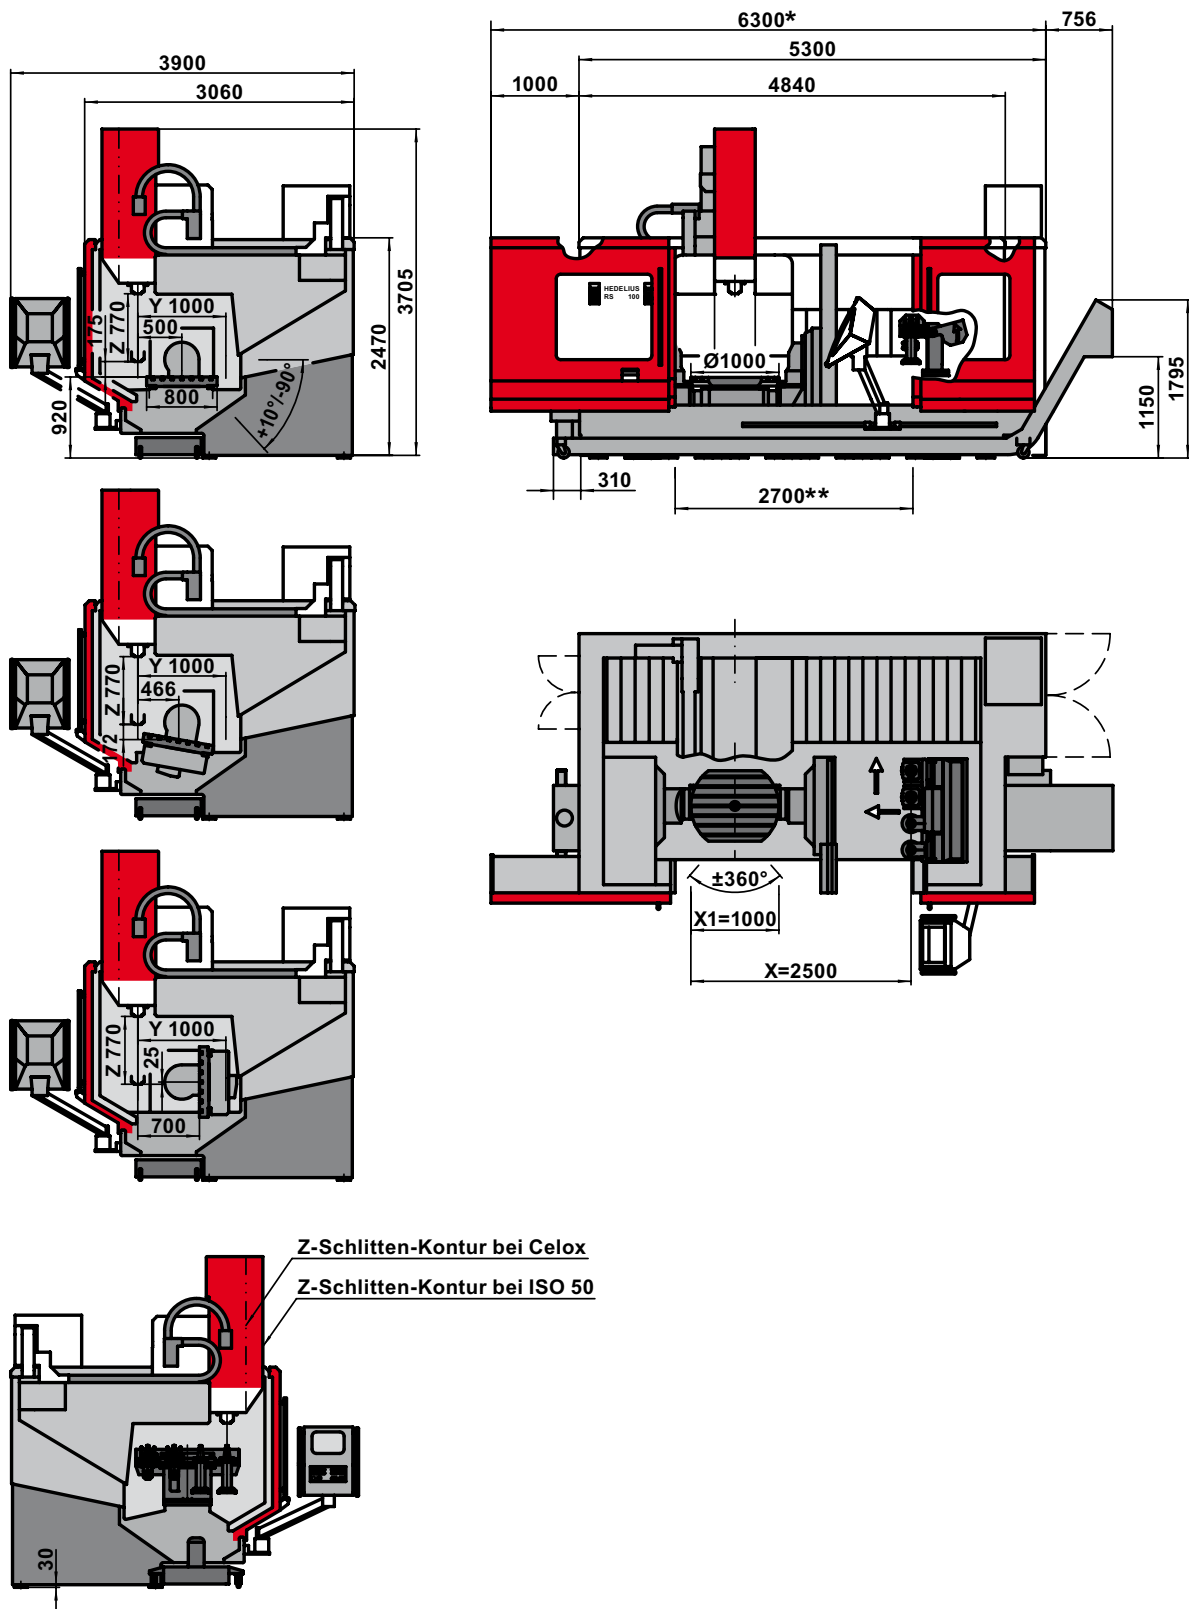 3900
3060
3705
2470
Y 1000
500
Z 770
175
920
800
+10°/-90°
6300*
756
5300
1000
4840
HEDELIUS
RS 100
Ø1000
1795
1150
310
2700**
Y 1000
466
Z 770
172
±360°
X1=1000
X=2500
Y 1000
Z 770
25
700
Z-Schlitten-Kontur bei Celox
Z-Schlitten-Kontur bei ISO 50
30